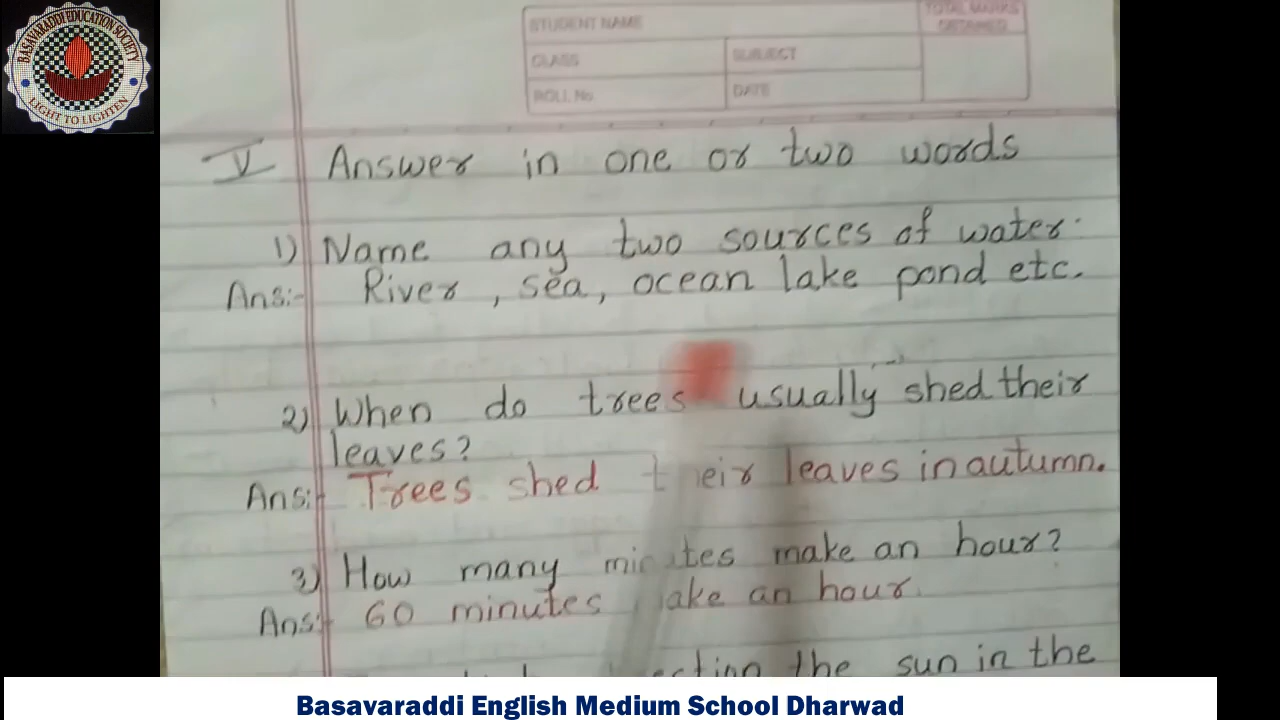 BASAVARADDI EDUCATION SOCIETY
LIGHT TO LIGHTEN
STUDENT NAME
TOTAL MARKS
OBTAINED
CLASS
SUBJECT
ROLL No
DATE
V Answer in one or two words
1) Name any two sources of water.
Ans:- River, sea, ocean lake pond etc.
2) When do trees usually shed their
leaves?
Ans:- Trees shed their leaves in autumn.
3) How many minutes make an hour?
Ans:- 60 minutes make an hour.
the sun in the
Basavaraddi English Medium School Dharwad